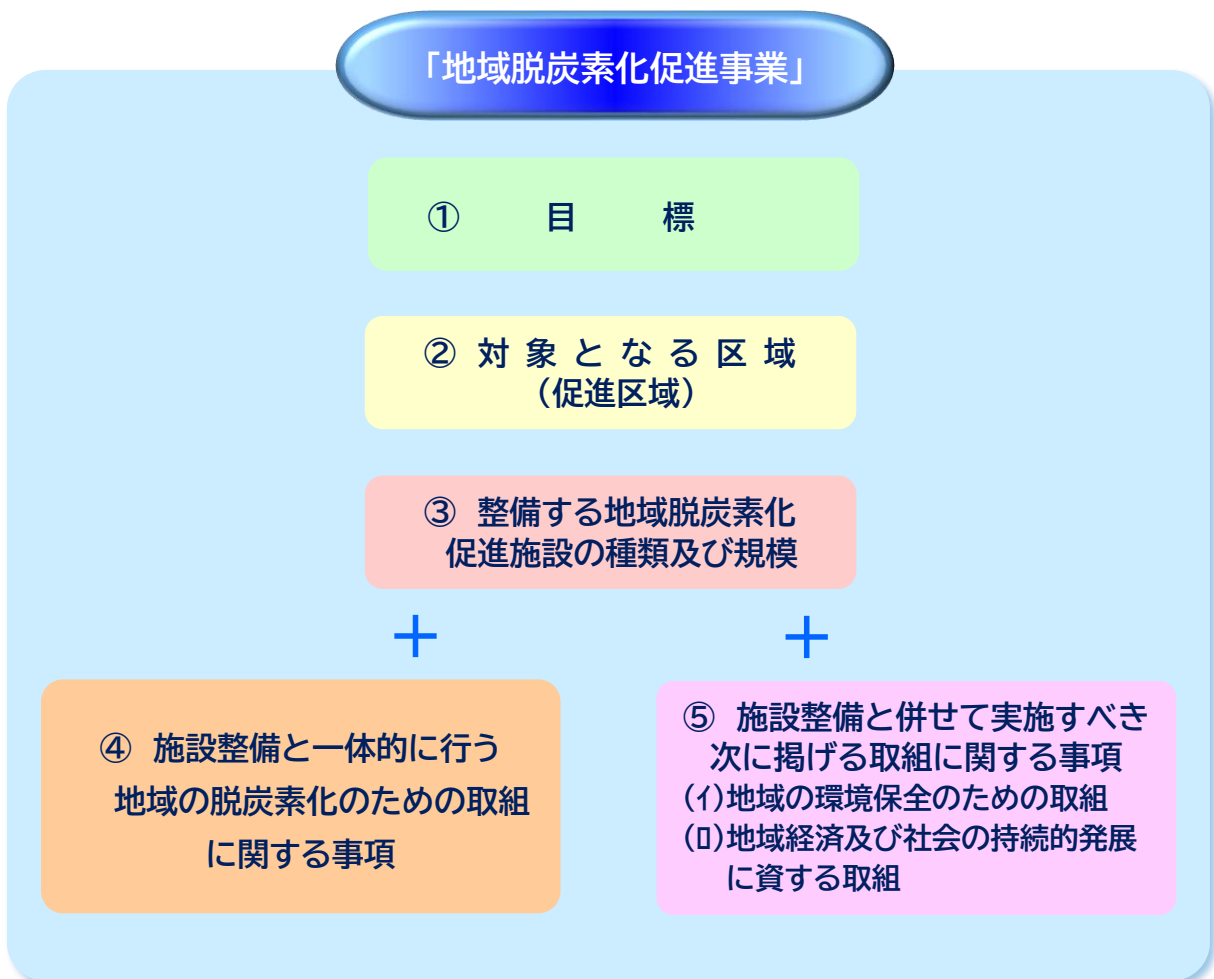 「地域脱炭素化促進事業」
① 目 標
② 対 象 と な る 区 域
(促進区域)
③ 整備する地域脱炭素化
促進施設の種類及び規模
+ +
④ 施設整備と一体的に行う
地域の脱炭素化のための取組
に関する事項
⑤ 施設整備と併せて実施すべき
次に掲げる取組に関する事項
(イ)地域の環境保全のための取組
(ロ)地域経済及び社会の持続的発展
に資する取組